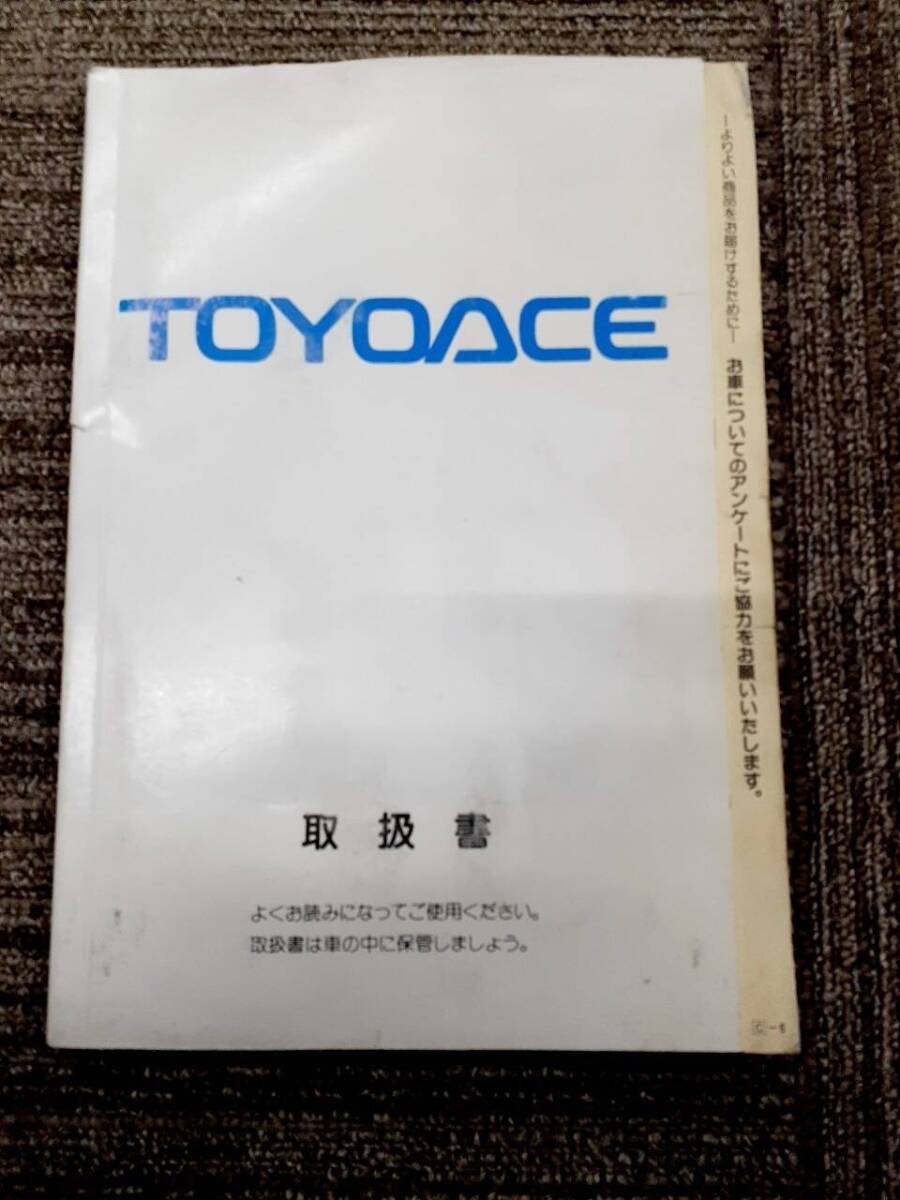 TOYOACE
取扱書
よくお読みになってご使用ください。
取扱書は車の中に保管しましょう。
―よりよい商品をお届けするために―
お車についてのアンケートにご協力をお願いいたします。
C-6